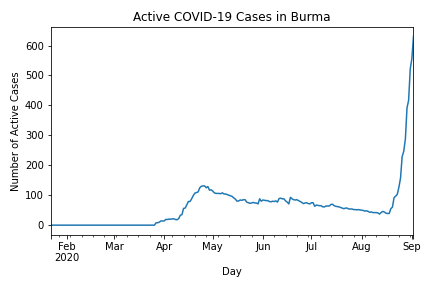 Active COVID-19 Cases in Burma
Number of Active Cases
600
500
400
300
200
100
0
Feb Mar Apr May Jun Jul Aug Sep
2020
Day